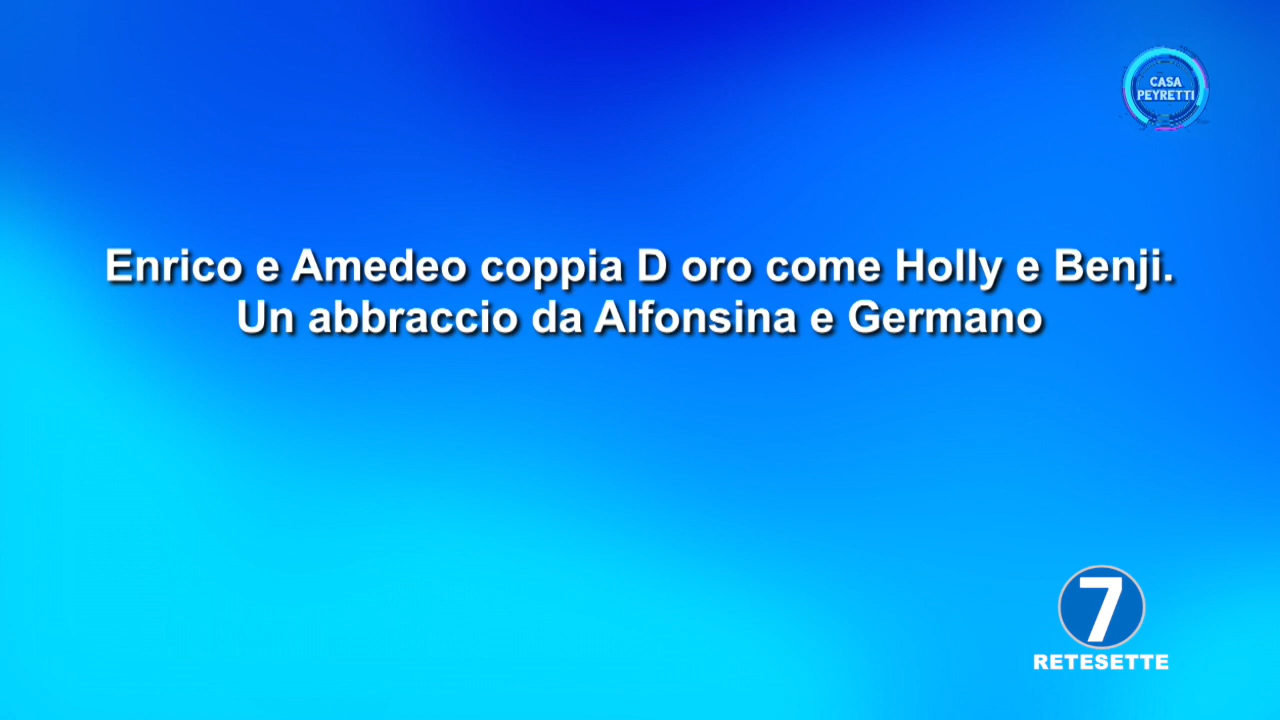 CASA
PEYRETTI
Enrico e Amedeo coppia D oro come Holly e Benji.
Un abbraccio da Alfonsina e Germano
7
RETESETTE